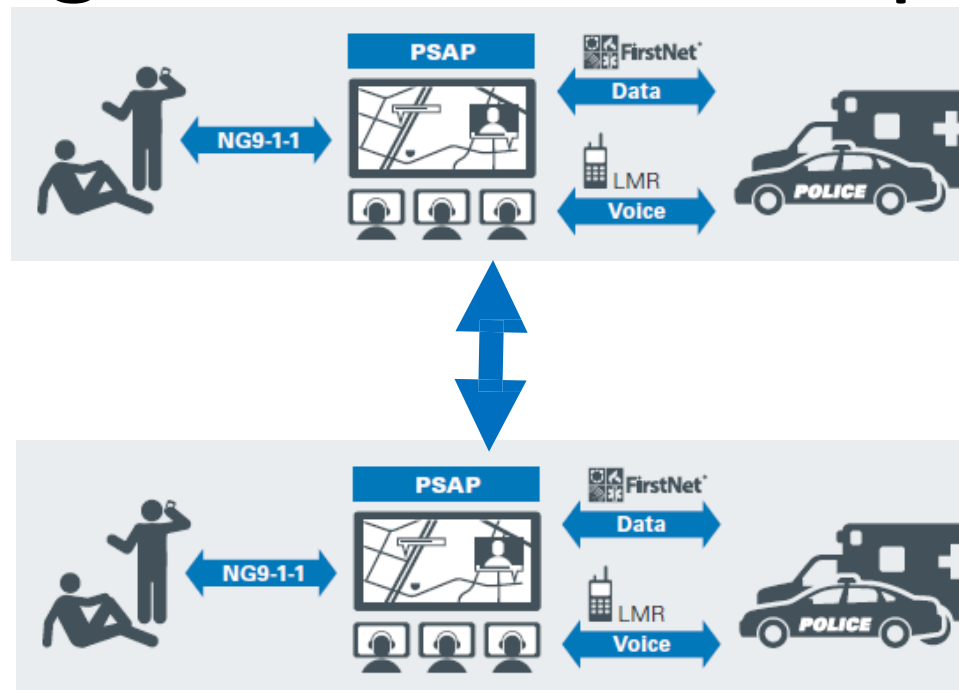 PSAP
FirstNet
Data
NG9-1-1
LMR
Voice
POLICE
PSAP
FirstNet
Data
NG9-1-1
LMR
Voice
POLICE